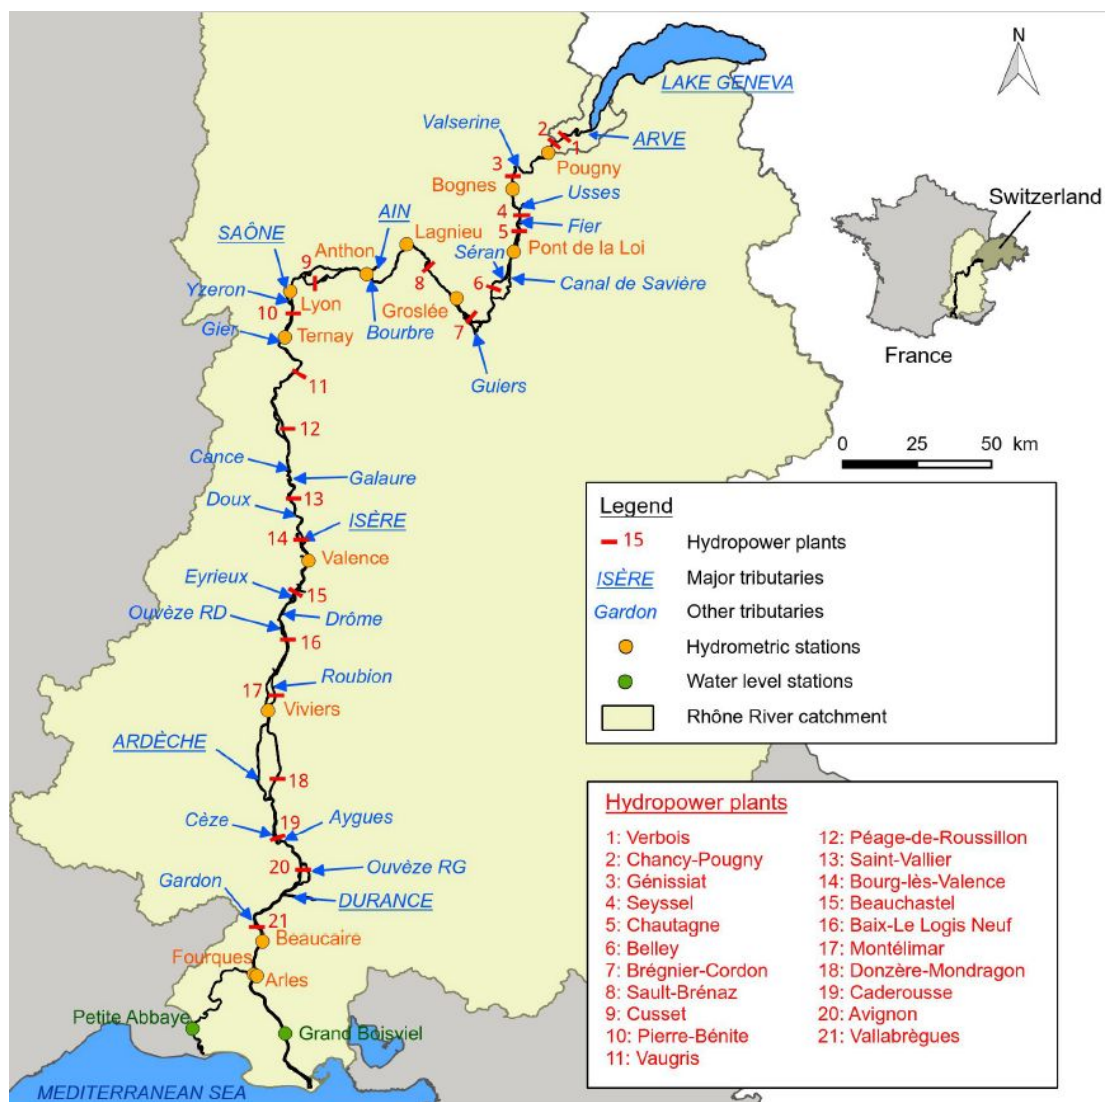 N
LAKE GENEVA
Valserine
2
1
ARVE
Pougny
3
Bognes
Usses
4
Fier
5
Pont de la Loi
Séran
Canal de Savière
6
AIN
Lagnieu
SAÔNE
Anthon
9
8
Yzeron
Lyon
Groslée
10
Bourbre
7
Gier
Ternay
Guiers
11
12
Cance
Galaure
13
Doux
ISÈRE
14
Valence
Eyrieux
15
Ouvèze RD
Drôme
16
Roubion
17
Viviers
ARDÈCHE
18
Cèze
19
Aygues
20
Ouvèze RG
Gardon
DURANCE
21
Beaucaire
Fourques
Arles
Petite Abbaye
Grand Boisviel
MEDITERRANEAN SEA
Switzerland
France
0 25 50 km
Legend
15 Hydropower plants
ISÈRE Major tributaries
Gardon Other tributaries
Hydrometric stations
Water level stations
Rhône River catchment
Hydropower plants
1: Verbois
2: Chancy-Pougny
3: Génissiat
4: Seyssel
5: Chautagne
6: Belley
7: Brégnier-Cordon
8: Sault-Brénaz
9: Cusset
10: Pierre-Bénite
11: Vaugris
12: Péage-de-Roussillon
13: Saint-Vallier
14: Bourg-lès-Valence
15: Beauchastel
16: Baix-Le Logis Neuf
17: Montélimar
18: Donzère-Mondragon
19: Caderousse
20: Avignon
21: Vallabrègues